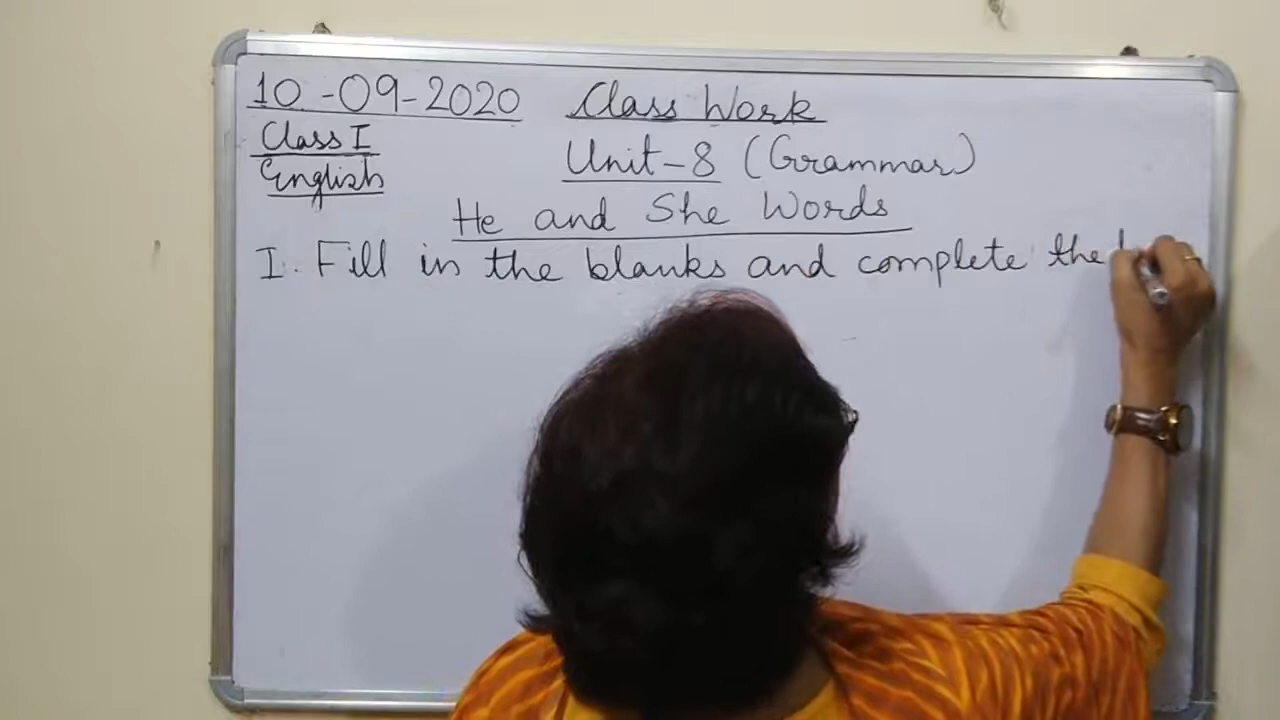 10-09-2020 Class Work
Class I
Unit-8 (Grammar)
English
He and She Words
I. Fill in the blanks and complete the